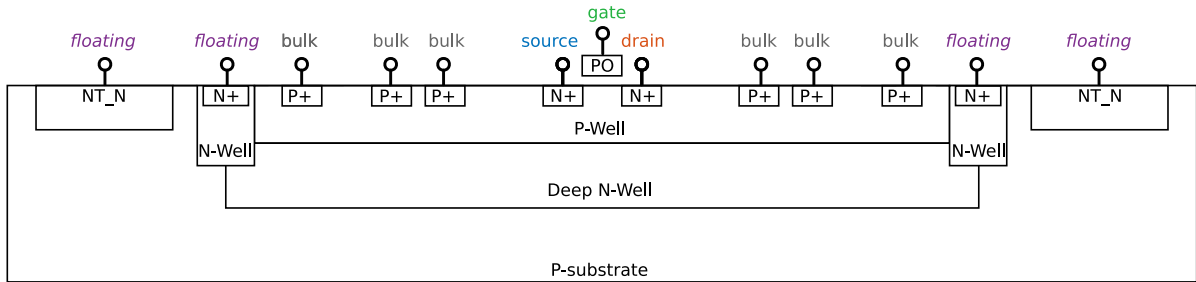 gate
floating floating bulk bulk bulk source drain bulk bulk bulk floating floating
PO
NT_N N+ P+ P+ P+ N+ N+ P+ P+ P+ N+ NT_N
P-Well
N-Well N-Well
Deep N-Well
P-substrate